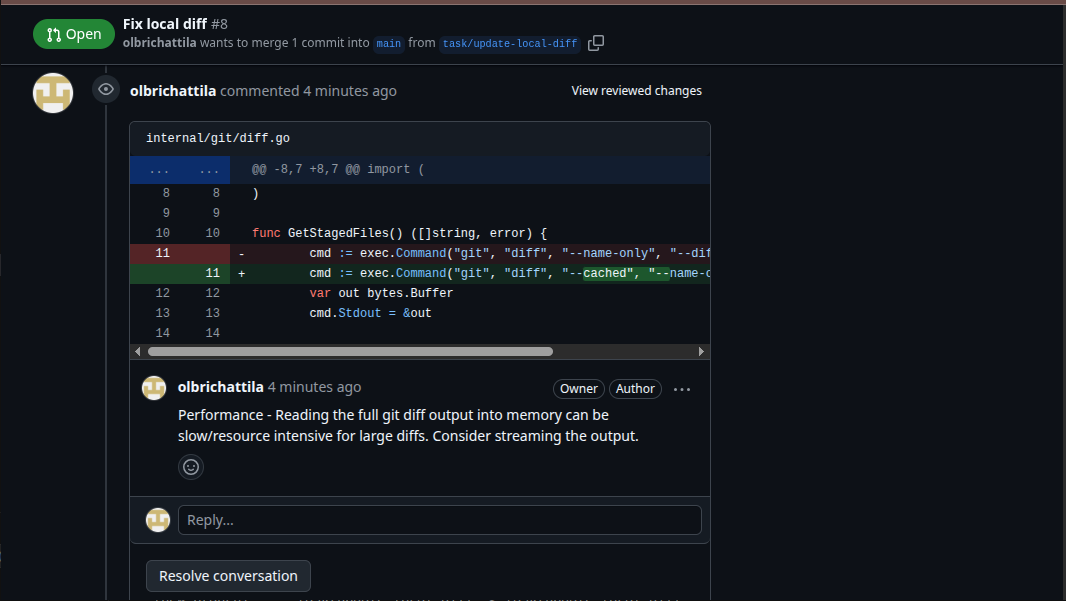 Open
Fix local diff #8
olbrichattila wants to merge 1 commit into main from task/update-local-diff
olbrichattila commented 4 minutes ago
View reviewed changes
internal/git/diff.go
... ... @@ -8,7 +8,7 @@ import (
8 8 )
9 9
10 10 func GetStagedFiles() ([]string, error) {
11 - cmd := exec.Command("git", "diff", "--name-only", "--dif
11 + cmd := exec.Command("git", "diff", "--cached", "--name-o
12 12 var out bytes.Buffer
13 13 cmd.Stdout = &out
14 14
olbrichattila 4 minutes ago
Owner Author ...
Performance - Reading the full git diff output into memory can be
slow/resource intensive for large diffs. Consider streaming the output.
Reply...
Resolve conversation